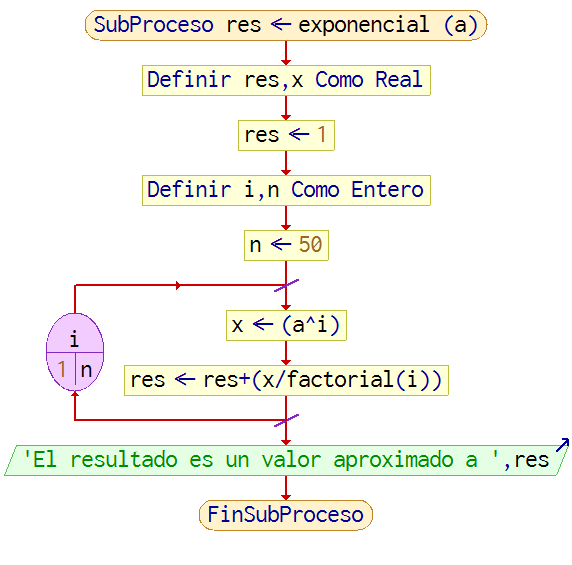 SubProceso res ← exponencial (a)
Definir res,x Como Real
res ← 1
Definir i,n Como Entero
n ← 50
i
1 n
x ← (a^i)
res ← res+(x/factorial(i))
'El resultado es un valor aproximado a ',res
FinSubProceso